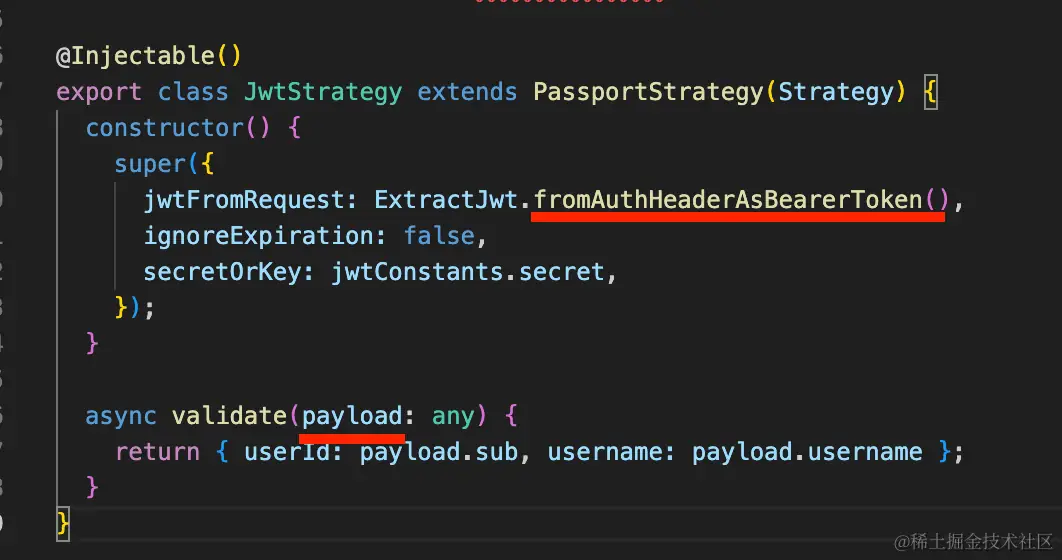 @Injectable()
export class JwtStrategy extends PassportStrategy(Strategy) {
constructor() {
super({
jwtFromRequest: ExtractJwt.fromAuthHeaderAsBearerToken(),
ignoreExpiration: false,
secretOrKey: jwtConstants.secret,
});
}
async validate(payload: any) {
return { userId: payload.sub, username: payload.username };
}
}
@稀土掘金技术社区